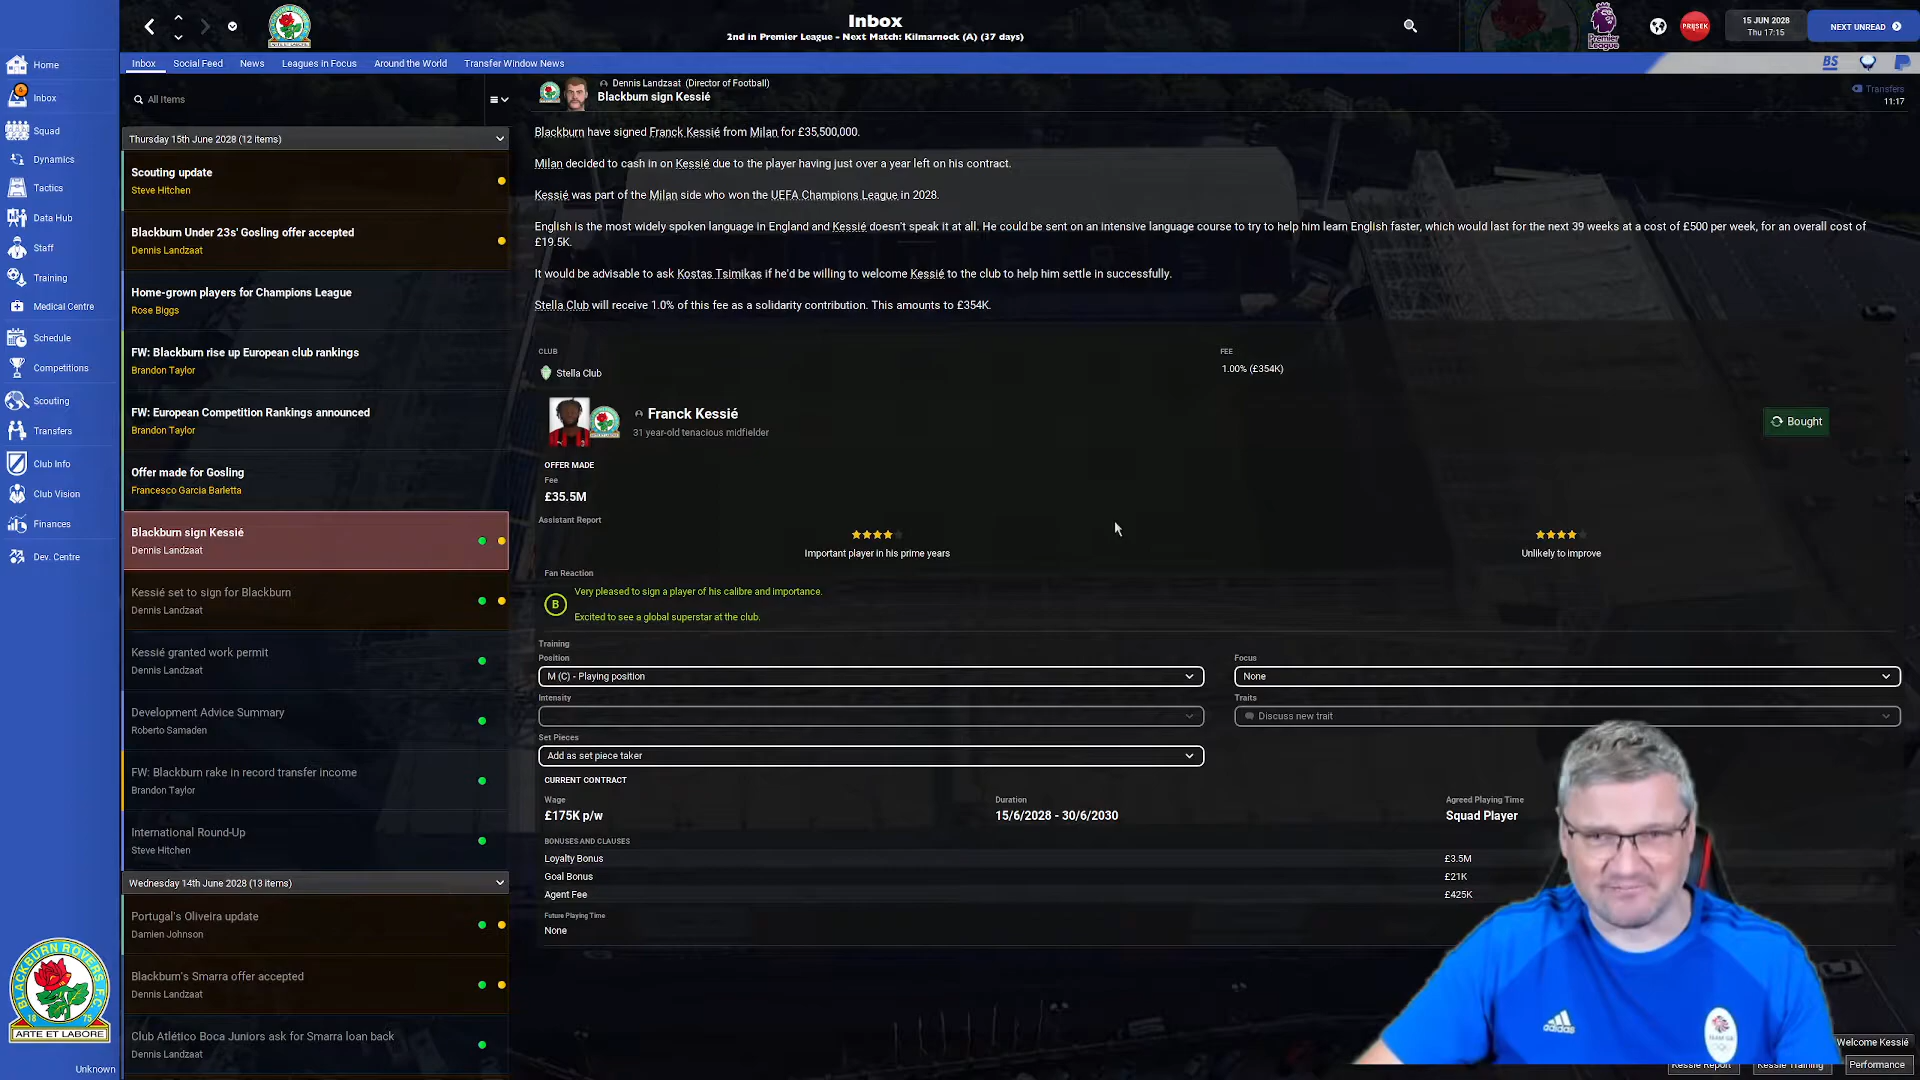 Inbox
2nd in Premier League - Next Match: Kilmarnock (A) (37 days)
Premier League
PRESEK
15 JUN 2028
Thu 17:15
NEXT UNREAD
Inbox Social Feed News Leagues in Focus Around the World Transfer Window News
BS
Home
Inbox
Squad
Dynamics
Tactics
Data Hub
Staff
Training
Medical Centre
Schedule
Competitions
Scouting
Transfers
Club Info
Club Vision
Finances
Dev. Centre
BLACKBURN ROVERS F.C.
18 75
ARTE ET LABORE
Unknown
All Items
Thursday 15th June 2028 (12 items)
Scouting update
Steve Hitchen
Blackburn Under 23s' Gosling offer accepted
Dennis Landzaat
Home-grown players for Champions League
Rose Biggs
FW: Blackburn rise up European club rankings
Brandon Taylor
FW: European Competition Rankings announced
Brandon Taylor
Offer made for Gosling
Francesco Garcia Barletta
Blackburn sign Kessié
Dennis Landzaat
Kessié set to sign for Blackburn
Dennis Landzaat
Kessié granted work permit
Dennis Landzaat
Development Advice Summary
Roberto Samaden
FW: Blackburn rake in record transfer income
Brandon Taylor
International Round-Up
Steve Hitchen
Wednesday 14th June 2028 (13 items)
Portugal's Oliveira update
Damien Johnson
Blackburn's Smarra offer accepted
Dennis Landzaat
Club Atlético Boca Juniors ask for Smarra loan back
Dennis Landzaat
Dennis Landzaat (Director of Football)
Blackburn sign Kessié
Transfers
11:17
Blackburn have signed Franck Kessié from Milan for £35,500,000.
Milan decided to cash in on Kessié due to the player having just over a year left on his contract.
Kessié was part of the Milan side who won the UEFA Champions League in 2028.
English is the most widely spoken language in England and Kessié doesn't speak it at all. He could be sent on an intensive language course to try to help him learn English faster, which would last for the next 39 weeks at a cost of £500 per week, for an overall cost of
£19.5K.
It would be advisable to ask Kostas Tsimikas if he'd be willing to welcome Kessié to the club to help him settle in successfully.
Stella Club will receive 1.0% of this fee as a solidarity contribution. This amounts to £354K.
CLUB FEE
Stella Club 1.00% (£354K)
Franck Kessié
31 year-old tenacious midfielder
Bought
OFFER MADE
Fee
£35.5M
Assistant Report
Important player in his prime years Unlikely to improve
Fan Reaction
B
Very pleased to sign a player of his calibre and importance.
Excited to see a global superstar at the club.
Training
Position Focus
M (C) - Playing position None
Intensity Traits
Discuss new trait
Set Pieces
Add as set piece taker
CURRENT CONTRACT
Wage Duration Agreed Playing Time
£175K p/w 15/6/2028 - 30/6/2030 Squad Player
BONUSES AND CLAUSES
Loyalty Bonus £3.5M
Goal Bonus £21K
Agent Fee £425K
Future Playing Time
None
adidas
TEAM GB
Welcome Kessié
Kessié Report Kessié Training Performance